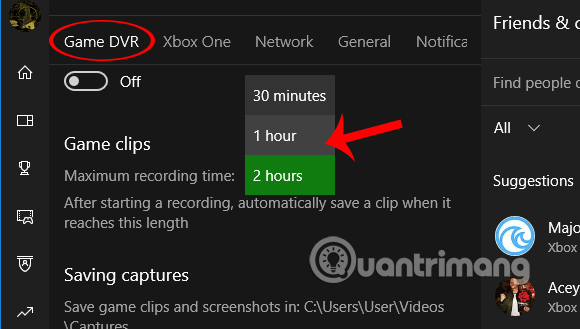 Game DVR Xbox One Network General Notifica
Off
30 minutes
1 hour
2 hours
Game clips
Maximum recording time:
After starting a recording, automatically save a clip when it
reaches this length
Saving captures
Save game clips and screenshots in: C:\Users\User\Videos
\Captures
Friends & c
Find people o
All
Suggestions
Majo
Xbox
Acey
Xbox
Quantrimang